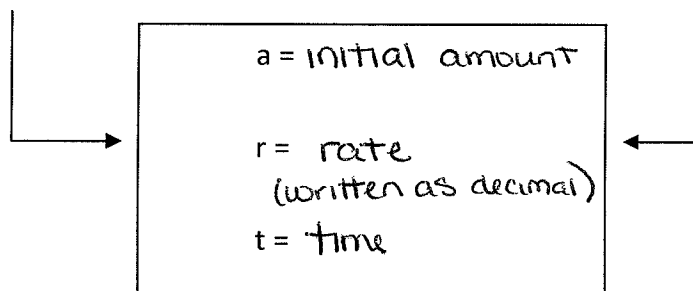 a = initial amount
r = rate
(written as decimal)
t = time